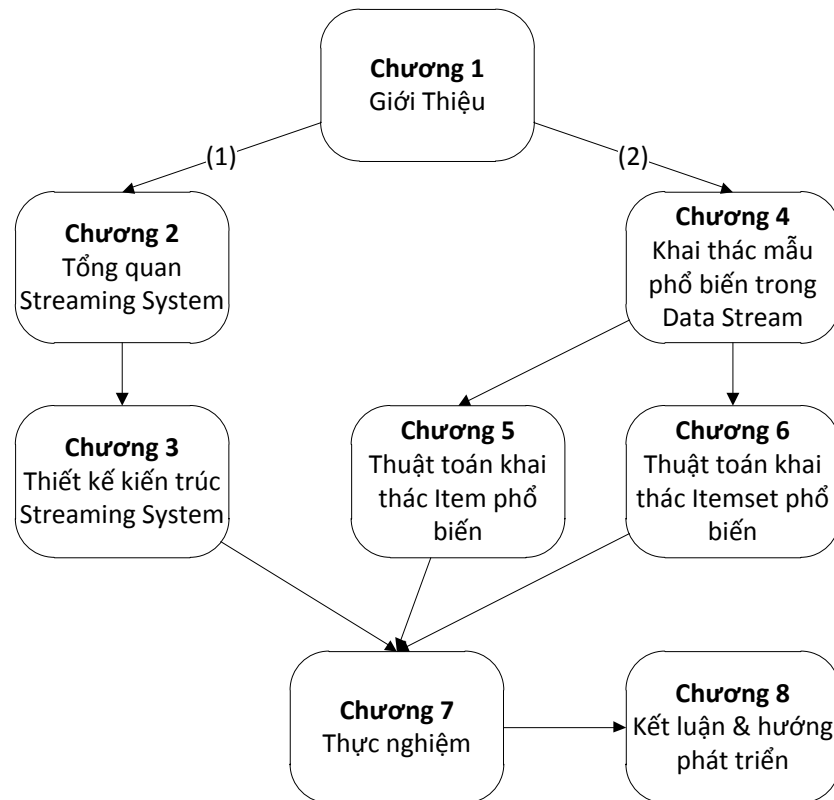 Chương 1
Giới Thiệu
(1)
(2)
Chương 2
Tổng quan
Streaming System
Chương 4
Khai thác mẫu
phổ biến trong
Data Stream
Chương 3
Thiết kế kiến trúc
Streaming System
Chương 5
Thuật toán khai
thác Item phổ
biến
Chương 6
Thuật toán khai
thác Itemset phổ
biến
Chương 7
Thực nghiệm
Chương 8
Kết luận & hướng
phát triển